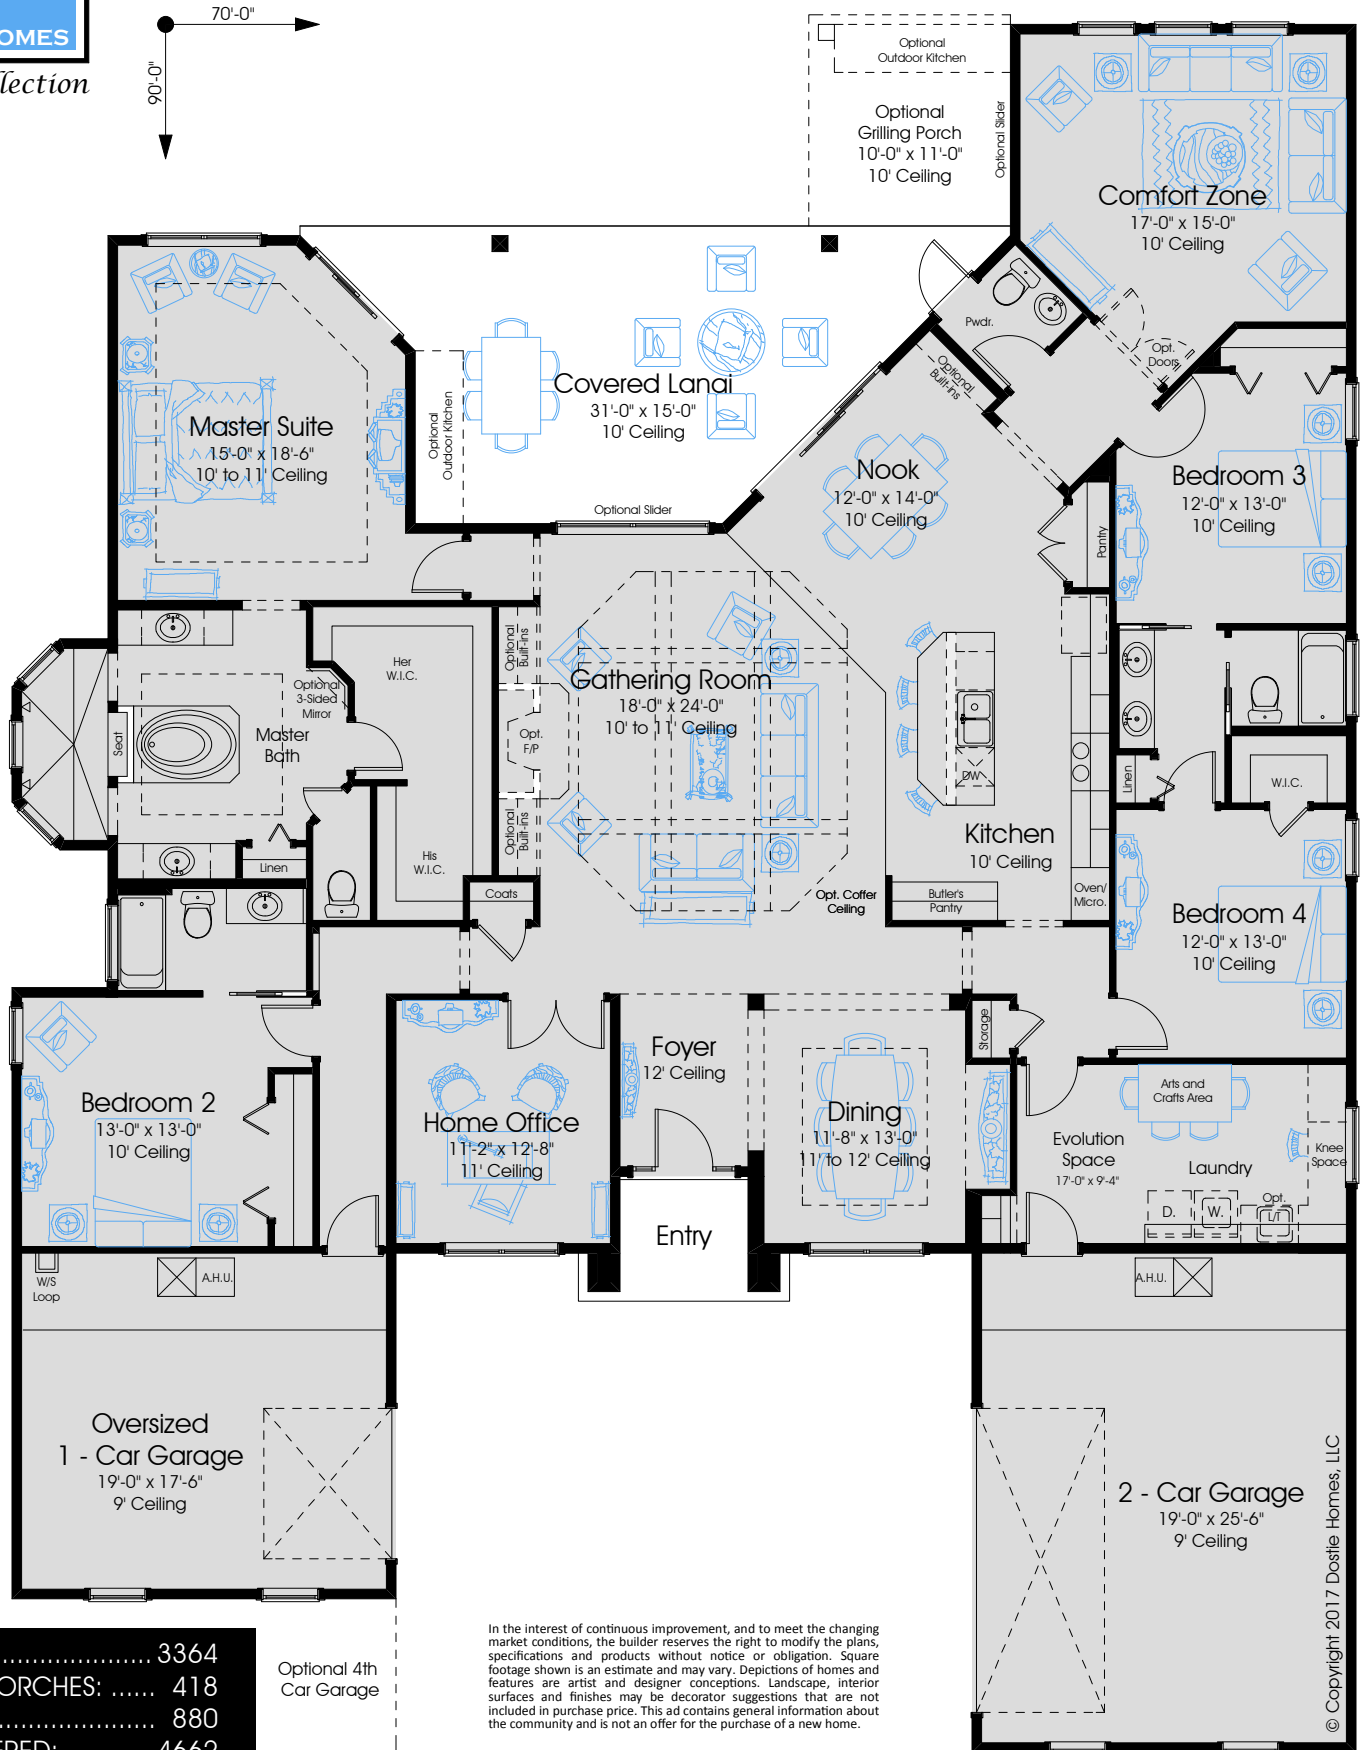 OMES
lection
70'-0"
90'-0"
Optional
Outdoor Kitchen
Optional
Grilling Porch
10'-0" x 11'-0"
10' Ceiling
Optional Slider
Comfort Zone
17'-0" x 15'-0"
10' Ceiling
Pwdr.
Opt.
Doors
Optional
Built-ins
Covered Lanai
31'-0" x 15'-0"
10' Ceiling
Optional
Outdoor Kitchen
Optional Slider
Master Suite
15'-0" x 18'-6"
10' to 11' Ceiling
Nook
12'-0" x 14'-0"
10' Ceiling
Pantry
Bedroom 3
12'-0" x 13'-0"
10' Ceiling
Her
W.I.C.
Optional
3-Sided
Mirror
Master
Bath
Seat
Linen
His
W.I.C.
Optional
Built-ins
Opt.
F/P
Optional
Built-ins
Gathering Room
18'-0" x 24'-0"
10' to 11' Ceiling
DW
Kitchen
10' Ceiling
Linen
W.I.C.
Coats
Opt. Coffer
Ceiling
Butler's
Pantry
Oven/
Micro.
Bedroom 4
12'-0" x 13'-0"
10' Ceiling
Storage
Foyer
12' Ceiling
Bedroom 2
13'-0" x 13'-0"
10' Ceiling
Home Office
11'-2" x 12'-8"
11' Ceiling
Dining
11'-8" x 13'-0"
11' to 12' Ceiling
Arts and
Crafts Area
Evolution
Space
17'-0" x 9'-4"
Laundry
Knee
Space
D.
W.
Opt.
L/T
Entry
W/S
Loop
A.H.U.
A.H.U.
Oversized
1 - Car Garage
19'-0" x 17'-6"
9' Ceiling
2 - Car Garage
19'-0" x 25'-6"
9' Ceiling
© Copyright 2017 Dostie Homes, LLC
..................... 3364
ORCHES: ...... 418
...................... 880
ERED: ........... 4662
Optional 4th
Car Garage
In the interest of continuous improvement, and to meet the changing
market conditions, the builder reserves the right to modify the plans,
specifications and products without notice or obligation. Square
footage shown is an estimate and may vary. Depictions of homes and
features are artist and designer conceptions. Landscape, interior
surfaces and finishes may be decorator suggestions that are not
included in purchase price. This ad contains general information about
the community and is not an offer for the purchase of a new home.